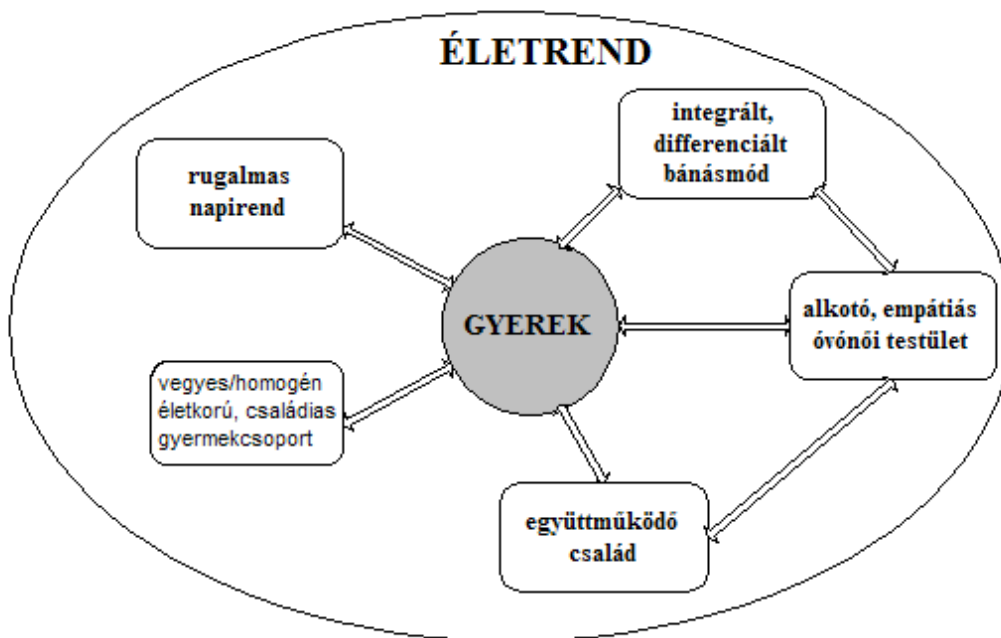 ÉLETREND
integrált,
differenciált
bánásmód
rugalmas
napirend
GYEREK
alkotó, empátiás
óvónői testület
vegyes/homogén
életkorú, családias
gyermekcsoport
együttműködő
család